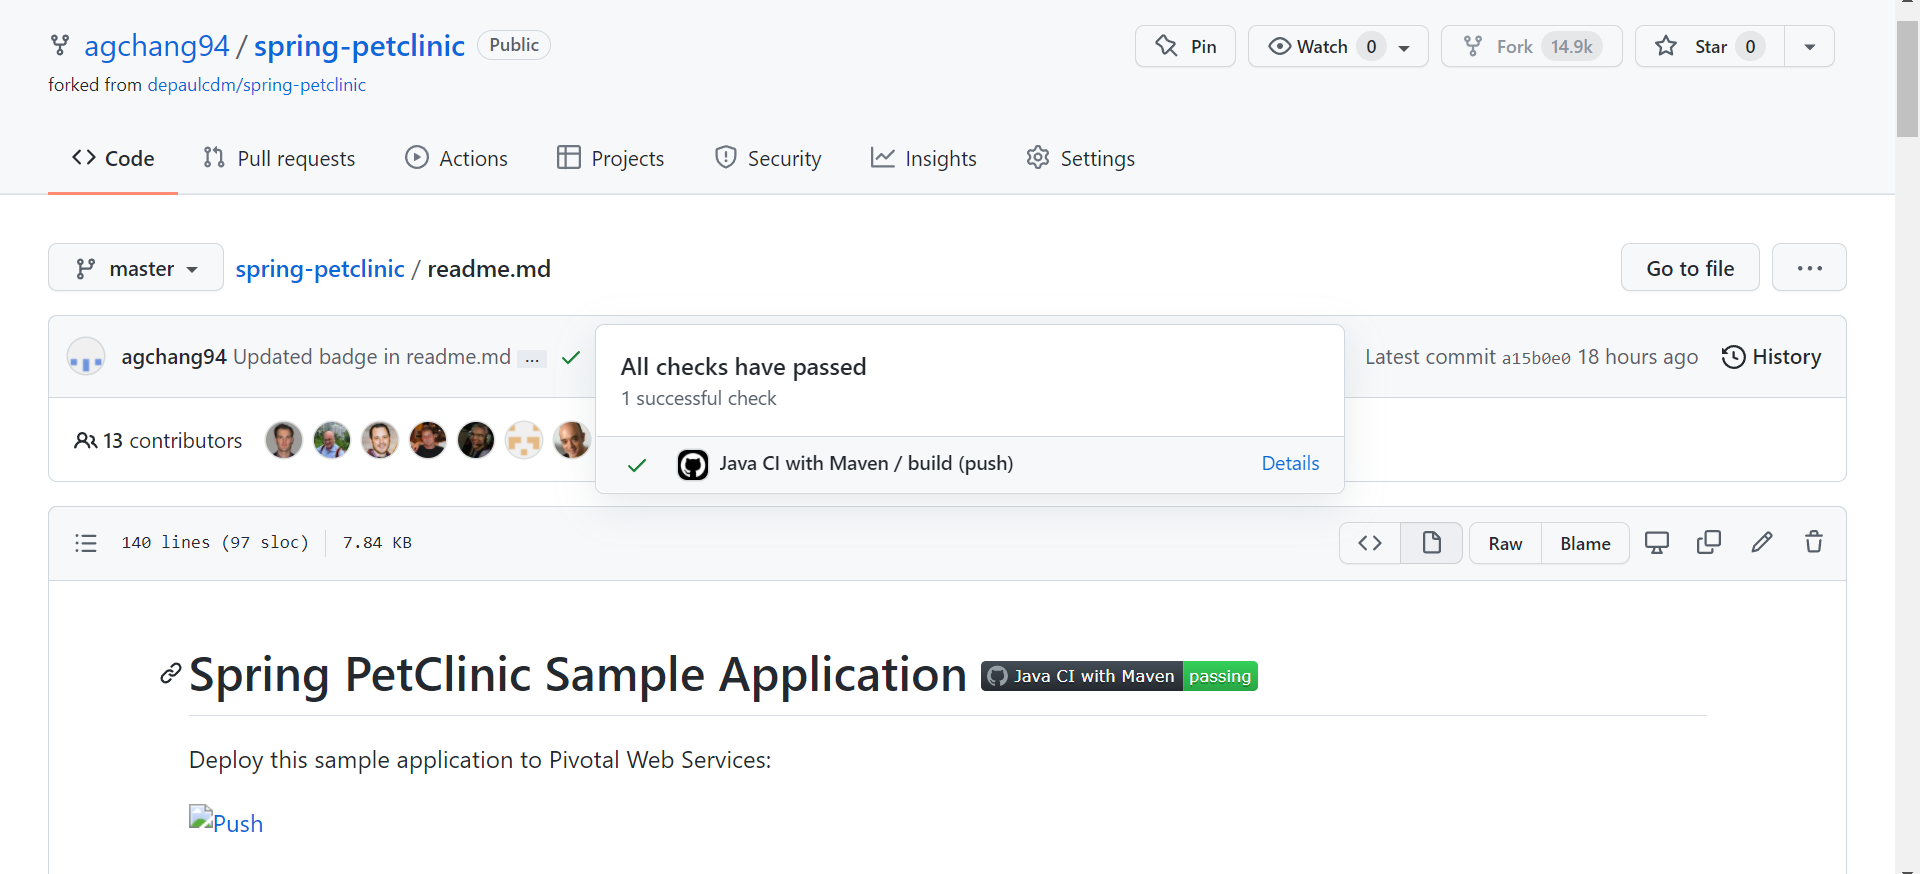 agchang94 / spring-petclinic Public
Pin Watch 0 Fork 14.9k Star 0
forked from depaulcdm/spring-petclinic
Code Pull requests Actions Projects Security Insights Settings
master spring-petclinic / readme.md Go to file ...
agchang94 Updated badge in readme.md ... Latest commit a15b0e0 18 hours ago History
All checks have passed
1 successful check
13 contributors
Java CI with Maven / build (push) Details
140 lines (97 sloc) 7.84 KB Raw Blame
Spring PetClinic Sample Application Java CI with Maven passing
Deploy this sample application to Pivotal Web Services:
Push